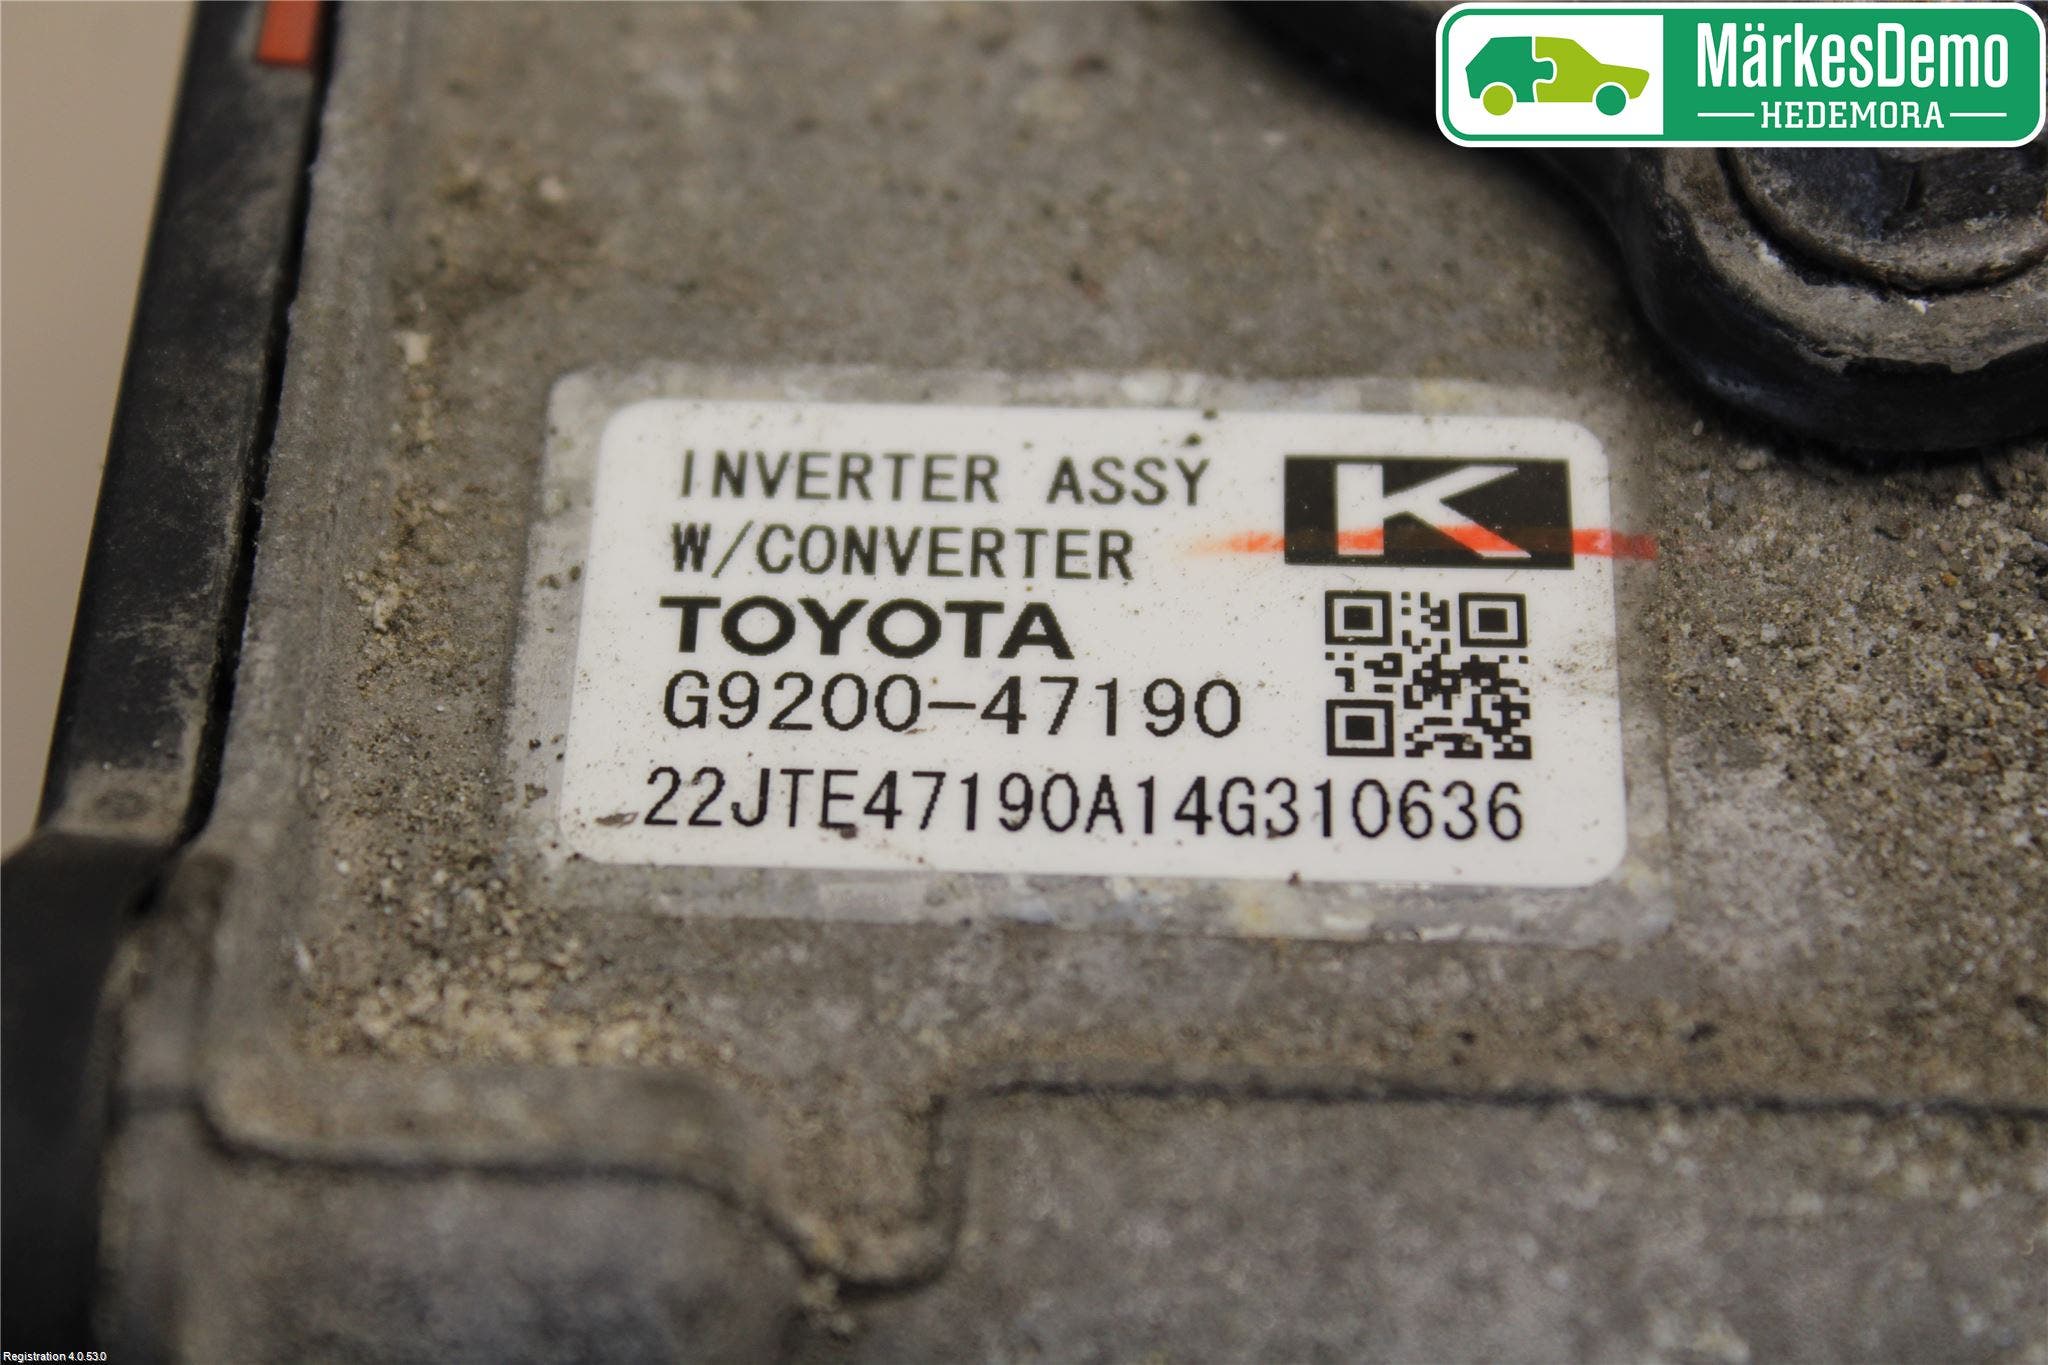 MärkesDemo
HEDEMORA
INVERTER ASSY
W/CONVERTER
K
TOYOTA
G9200-47190
22JTE47190A14G310636
Registration 4.0.53.0